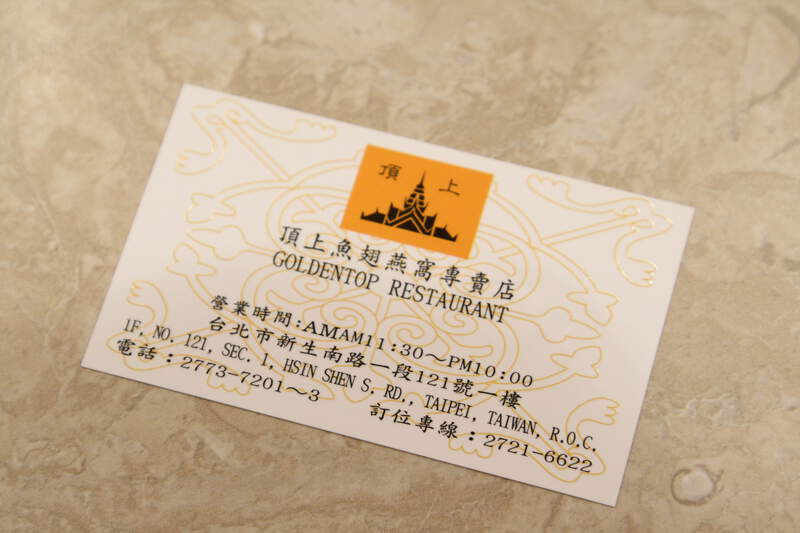 頂上
頂上魚翅燕窩專賣店
GOLDENTOP RESTAURANT
營業時間:AMAM11:30～PM10:00
台北市新生南路一段121號一樓
1F. NO. 121, SEC. 1, HSIN SHEN S. RD., TAIPEI, TAIWAN, R.O.C.
電話：2773-7201～3
訂位專線：2721-6622